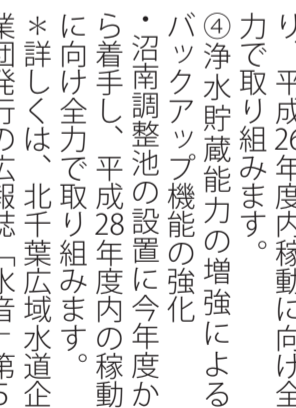 り、平成26年度内稼動に向け全
力で取り組みます。
④浄水貯蔵能力の増強による
バックアップ機能の強化
・沼南調整池の設置に今年度か
ら着手し、平成28年度内の稼動
に向け全力で取り組みます。
＊詳しくは、北千葉広域水道企
業団発行の広報誌「水音」第5